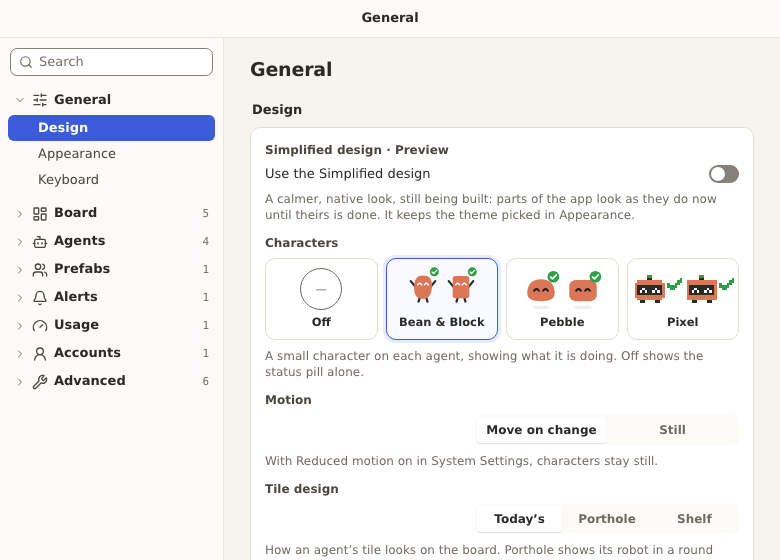 General
Search
General
Design
Appearance
Keyboard
Board 5
Agents 4
Prefabs 1
Alerts 1
Usage 1
Accounts 1
Advanced 6
General
Design
Simplified design · Preview
Use the Simplified design
A calmer, native look, still being built: parts of the app look as they do now
until theirs is done. It keeps the theme picked in Appearance.
Characters
Off
Bean & Block
Pebble
Pixel
A small character on each agent, showing what it is doing. Off shows the
status pill alone.
Motion
Move on change
Still
With Reduced motion on in System Settings, characters stay still.
Tile design
Today’s
Porthole
Shelf
How an agent’s tile looks on the board. Porthole shows its robot in a round